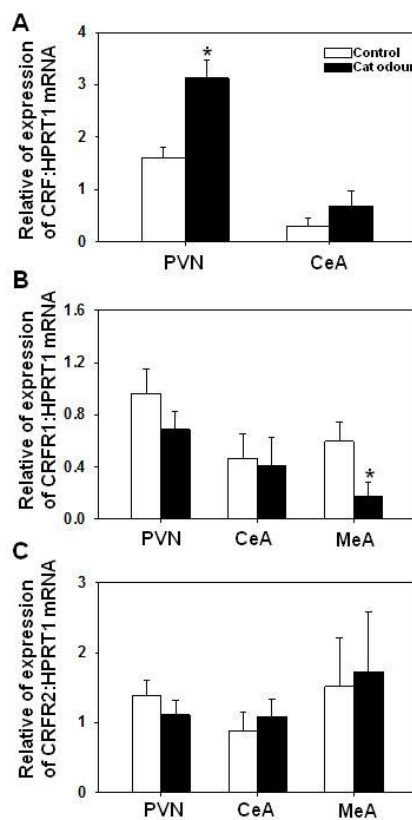 A
Relative of expression
of CRF:HPRT1 mRNA
4
3
2
1
0
*
Control
Cat odour
PVN CeA
B
Relative of expression
of CRFR1:HPRT1 mRNA
1.6
1.2
0.8
0.4
0.0
*
PVN CeA MeA
C
Relative of expression
of CRFR2:HPRT1 mRNA
3
2
1
0
PVN CeA MeA